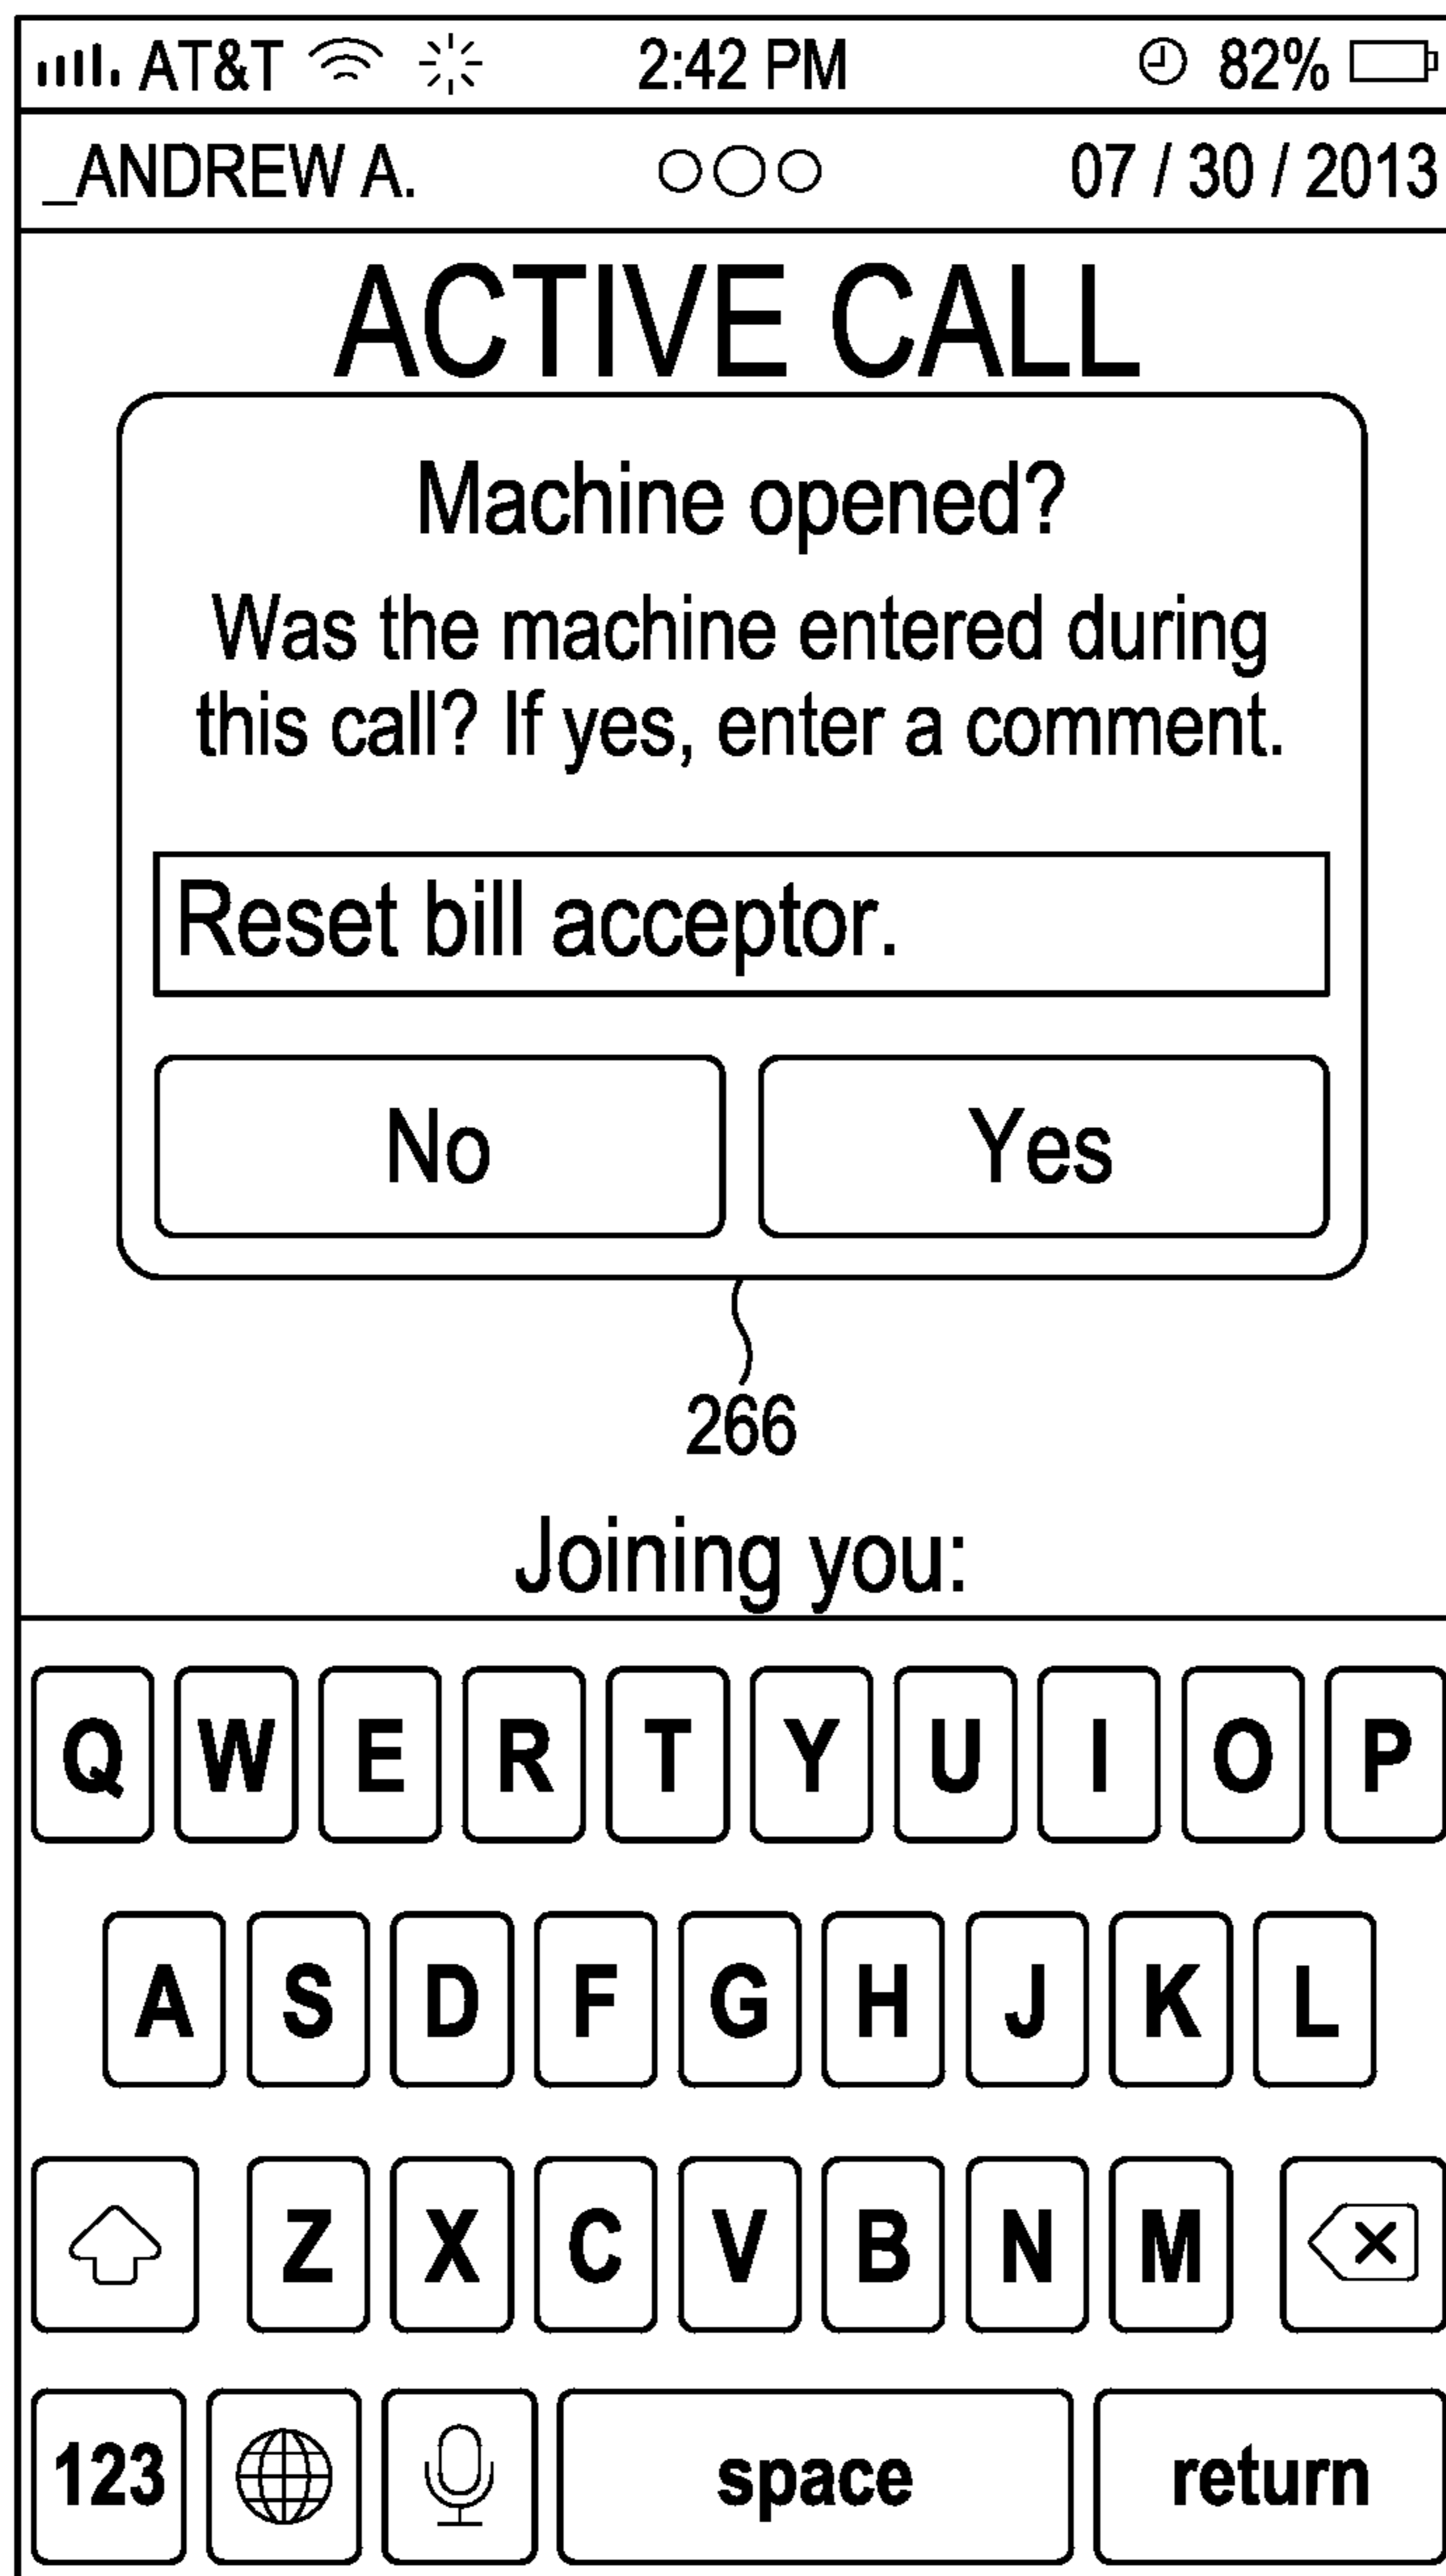 AT&T 2:42 PM 82%
_ANDREW A. 07 / 30 / 2013
ACTIVE CALL
Machine opened?
Was the machine entered during
this call? If yes, enter a comment.
Reset bill acceptor.
No Yes
266
Joining you:
Q W E R T Y U I O P
A S D F G H J K L
Z X C V B N M
123 space return